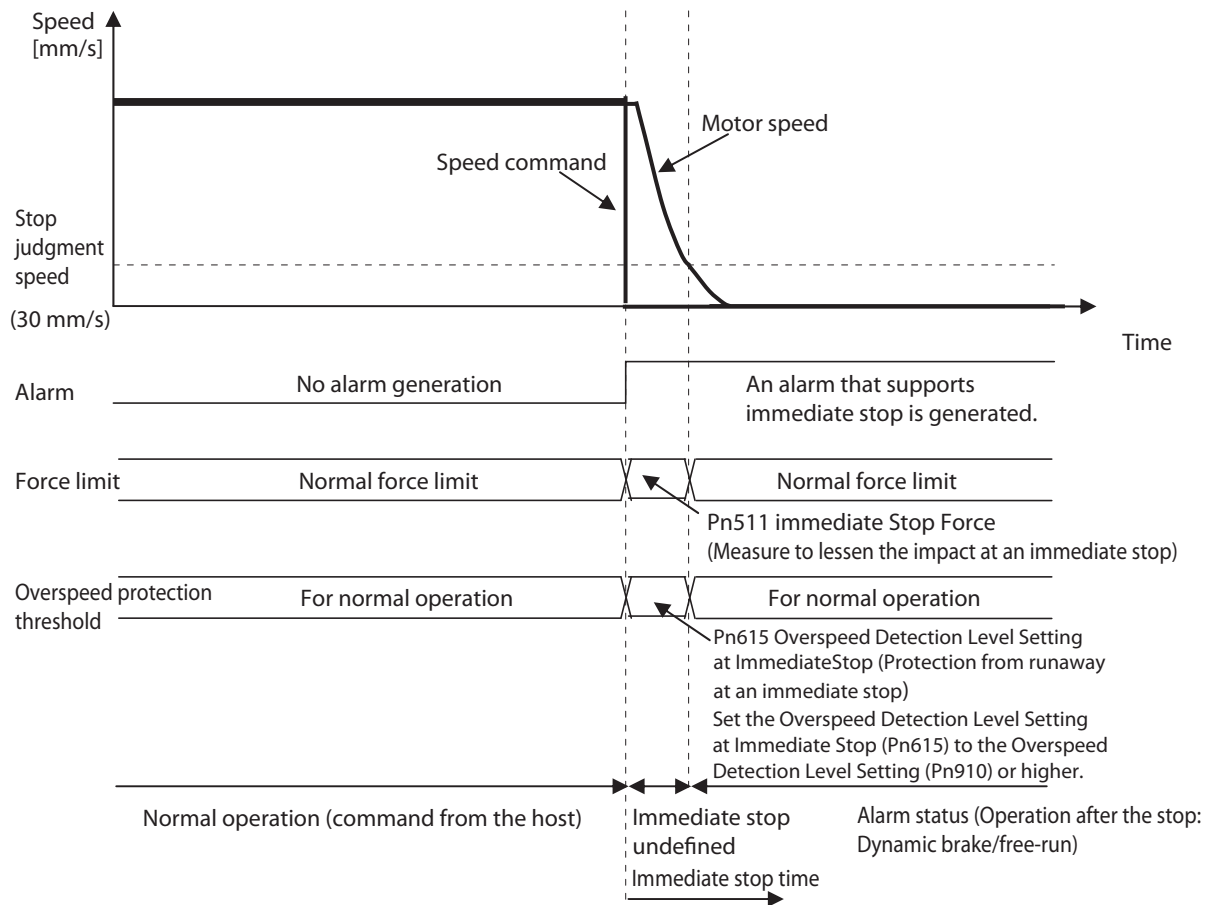 Speed
[mm/s]
Motor speed
Speed command
Stop
judgment
speed
(30 mm/s)
Time
Alarm
No alarm generation
An alarm that supports
immediate stop is generated.
Force limit
Normal force limit
Normal force limit
Pn511 immediate Stop Force
(Measure to lessen the impact at an immediate stop)
Overspeed protection
threshold
For normal operation
For normal operation
Pn615 Overspeed Detection Level Setting
at ImmediateStop (Protection from runaway
at an immediate stop)
Set the Overspeed Detection Level Setting
at Immediate Stop (Pn615) to the Overspeed
Detection Level Setting (Pn910) or higher.
Normal operation (command from the host)
Immediate stop
undefined
Immediate stop time
Alarm status (Operation after the stop:
Dynamic brake/free-run)